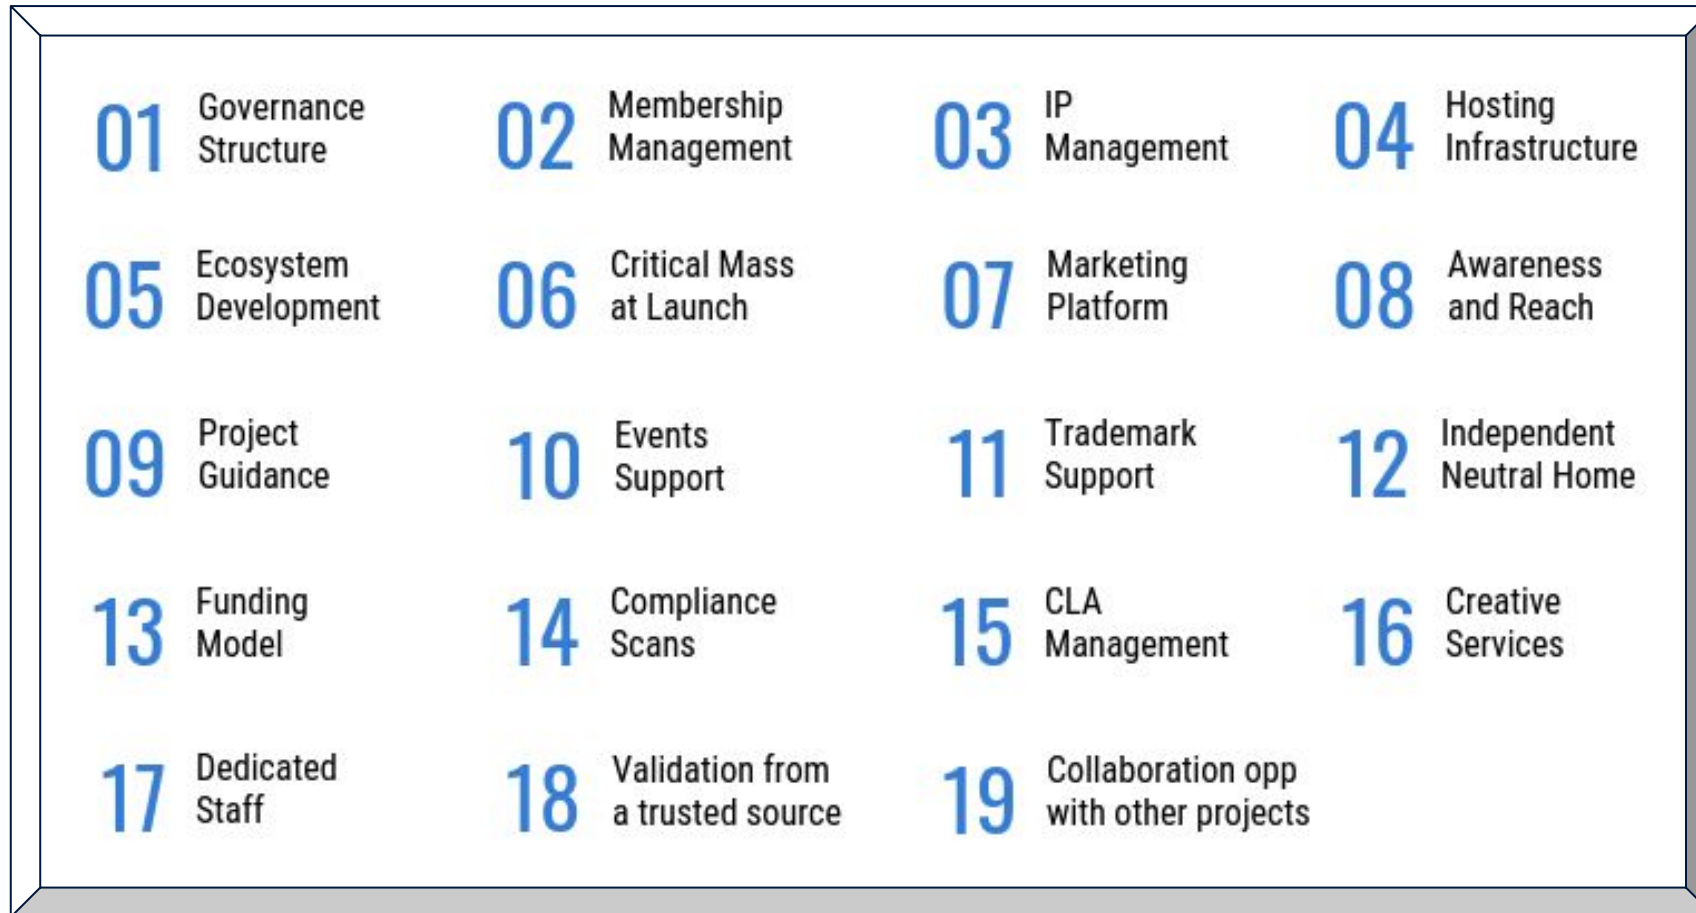 01 Governance
Structure
02 Membership
Management
03 IP
Management
04 Hosting
Infrastructure
05 Ecosystem
Development
06 Critical Mass
at Launch
07 Marketing
Platform
08 Awareness
and Reach
09 Project
Guidance
10 Events
Support
11 Trademark
Support
12 Independent
Neutral Home
13 Funding
Model
14 Compliance
Scans
15 CLA
Management
16 Creative
Services
17 Dedicated
Staff
18 Validation from
a trusted source
19 Collaboration opp
with other projects